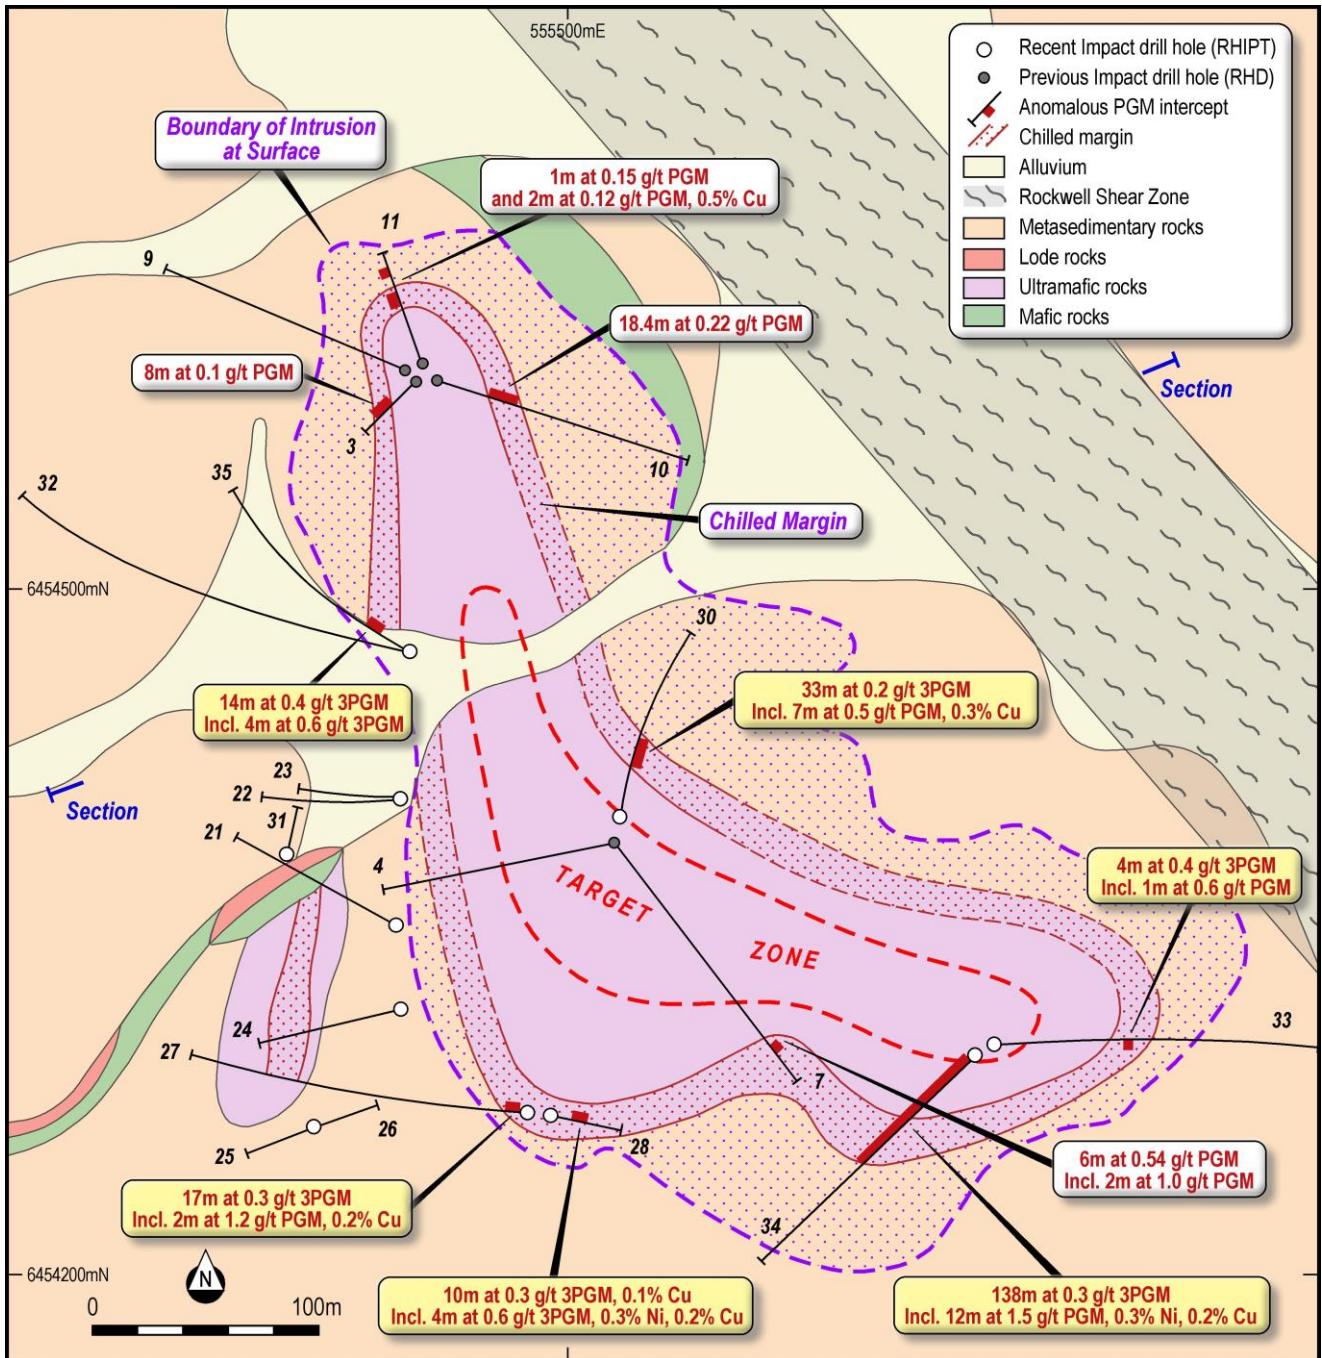 555500mE
Recent Impact drill hole (RHIPT)
Previous Impact drill hole (RHD)
Anomalous PGM intercept
Chilled margin
Alluvium
Rockwell Shear Zone
Metasedimentary rocks
Lode rocks
Ultramafic rocks
Mafic rocks
Boundary of Intrusion
at Surface
1m at 0.15 g/t PGM
and 2m at 0.12 g/t PGM, 0.5% Cu
11
9
18.4m at 0.22 g/t PGM
8m at 0.1 g/t PGM
Section
3
10
32
35
Chilled Margin
6454500mN
30
14m at 0.4 g/t 3PGM
Incl. 4m at 0.6 g/t 3PGM
33m at 0.2 g/t 3PGM
Incl. 7m at 0.5 g/t PGM, 0.3% Cu
23
22
31
21
Section
4
TARGET
ZONE
4m at 0.4 g/t 3PGM
Incl. 1m at 0.6 g/t PGM
33
24
27
7
26
25
28
6m at 0.54 g/t PGM
Incl. 2m at 1.0 g/t PGM
17m at 0.3 g/t 3PGM
Incl. 2m at 1.2 g/t PGM, 0.2% Cu
34
6454200mN
N
0
100m
10m at 0.3 g/t 3PGM, 0.1% Cu
Incl. 4m at 0.6 g/t 3PGM, 0.3% Ni, 0.2% Cu
138m at 0.3 g/t 3PGM
Incl. 12m at 1.5 g/t PGM, 0.3% Ni, 0.2% Cu